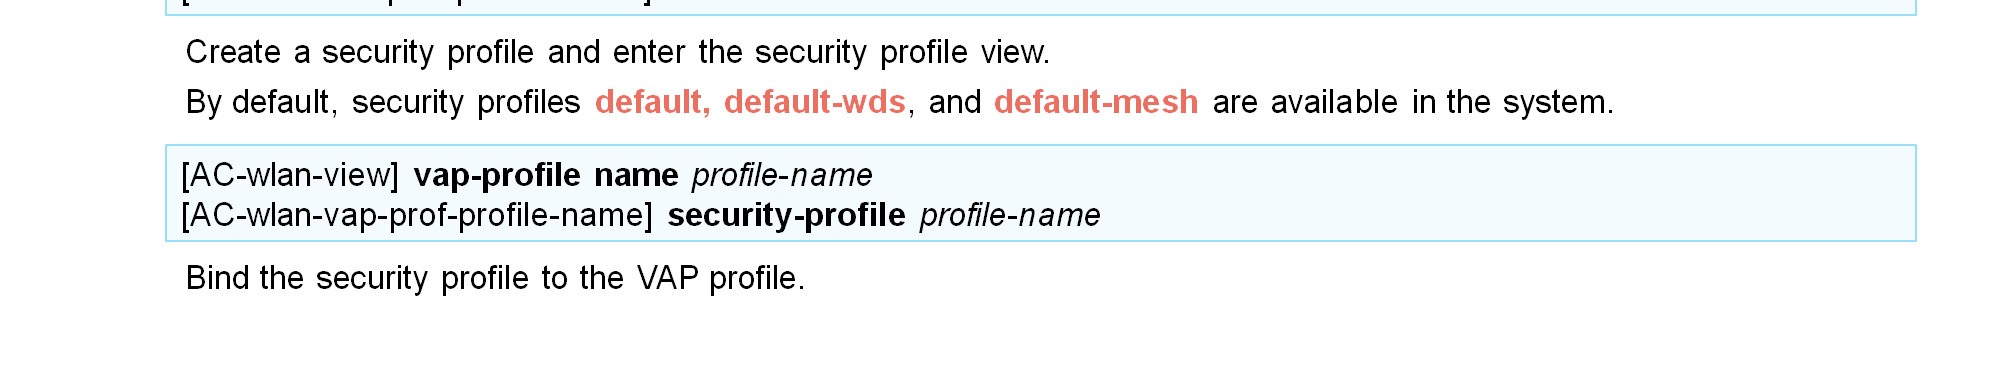 Create a security profile and enter the security profile view.
By default, security profiles default, default-wds, and default-mesh are available in the system.
[AC-wlan-view] vap-profile name profile-name
[AC-wlan-vap-prof-profile-name] security-profile profile-name
Bind the security profile to the VAP profile.